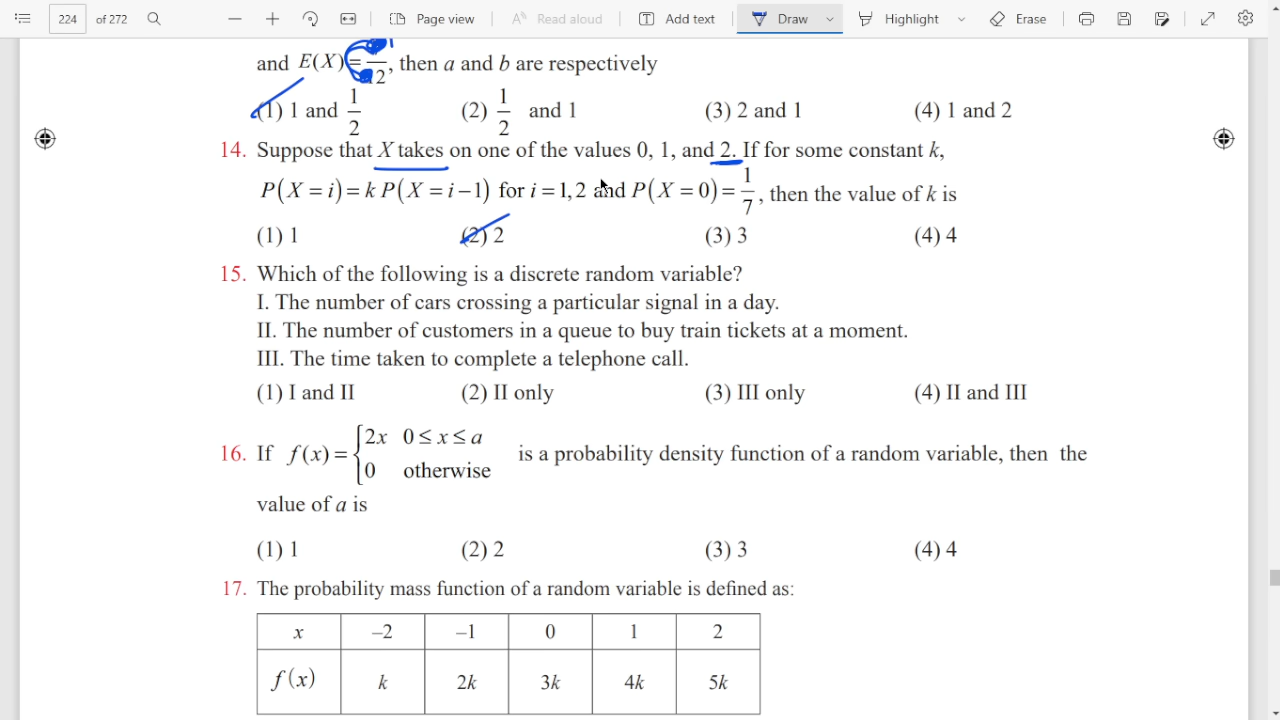 224 of 272 Page view Read aloud Add text Draw Highlight Erase
and E(X) = /12, then a and b are respectively
(1) 1 and 1/2 (2) 1/2 and 1 (3) 2 and 1 (4) 1 and 2
14. Suppose that X takes on one of the values 0, 1, and 2. If for some constant k,
P(X = i) = k P(X = i−1) for i = 1, 2 and P(X = 0) = 1/7, then the value of k is
(1) 1 (2) 2 (3) 3 (4) 4
15. Which of the following is a discrete random variable?
I. The number of cars crossing a particular signal in a day.
II. The number of customers in a queue to buy train tickets at a moment.
III. The time taken to complete a telephone call.
(1) I and II (2) II only (3) III only (4) II and III
16. If f(x) = { 2x 0 ≤ x ≤ a
0 otherwise is a probability density function of a random variable, then the
value of a is
(1) 1 (2) 2 (3) 3 (4) 4
17. The probability mass function of a random variable is defined as:
x −2 −1 0 1 2
f(x) k 2k 3k 4k 5k